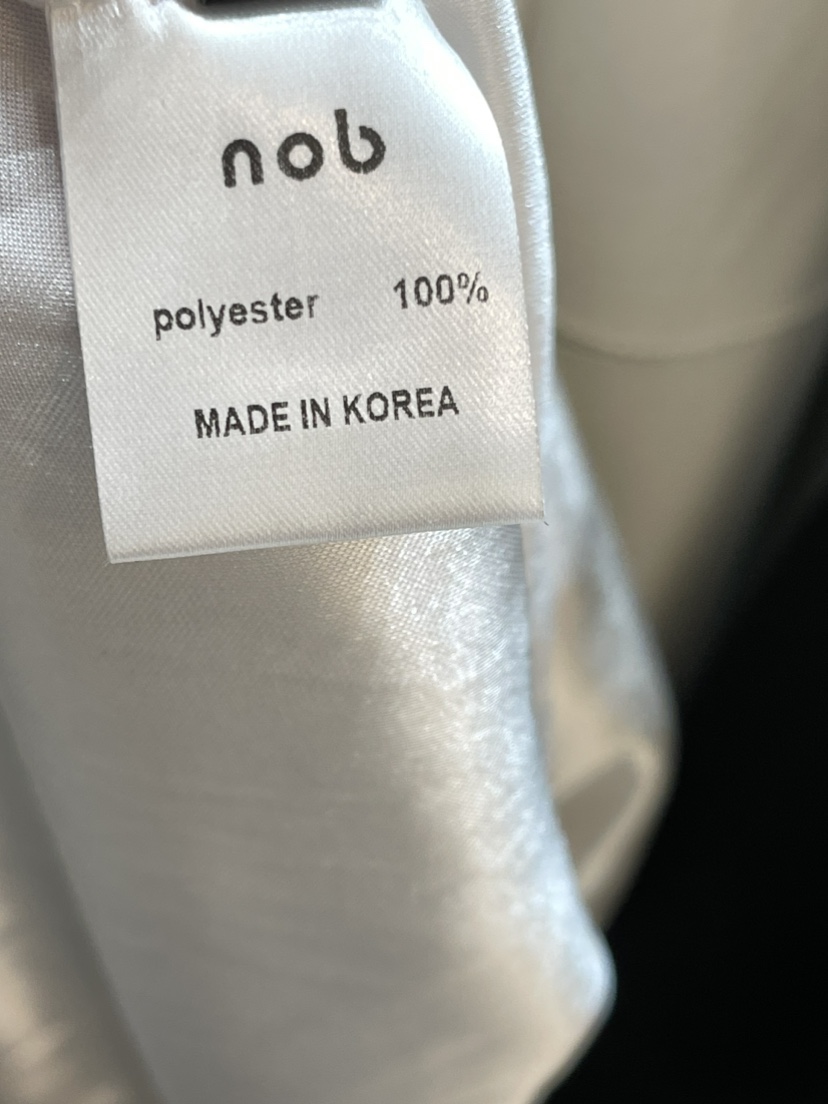 nob
polyester 100%
MADE IN KOREA